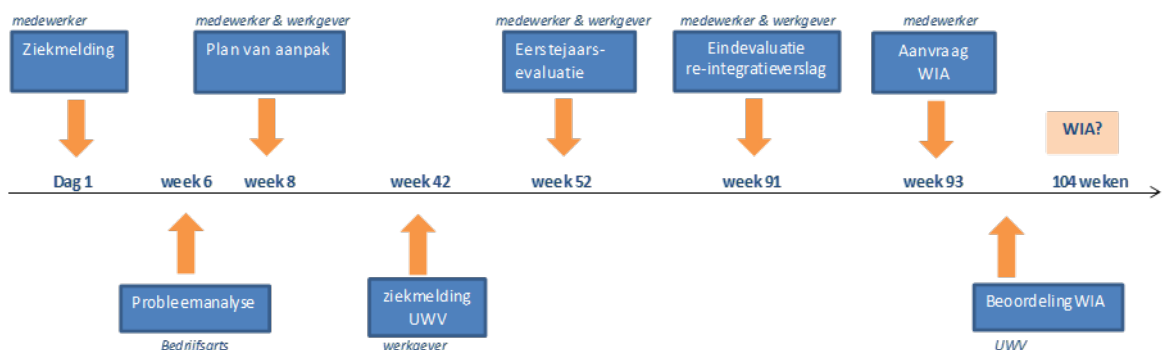 medewerker
Ziekmelding
medewerker & werkgever
Plan van aanpak
medewerker & werkgever
Eerstejaars-
evaluatie
medewerker & werkgever
Eindevaluatie
re-integratieverslag
medewerker
Aanvraag
WIA
WIA?
Dag 1
week 6
week 8
week 42
week 52
week 91
week 93
104 weken
Probleemanalyse
Bedrijfsarts
ziekmelding
UWV
werkgever
Beoordeling WIA
UWV